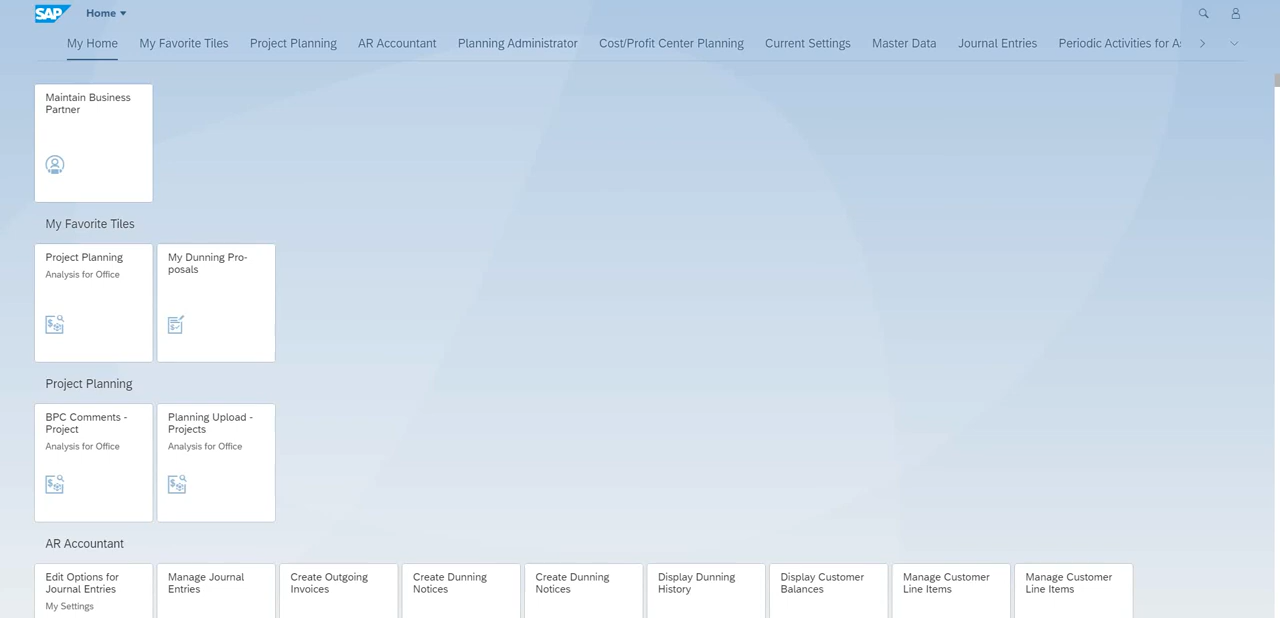 SAP Home
My Home My Favorite Tiles Project Planning AR Accountant Planning Administrator Cost/Profit Center Planning Current Settings Master Data Journal Entries Periodic Activities for A
Maintain Business
Partner
My Favorite Tiles
Project Planning
Analysis for Office
My Dunning Pro-
posals
Project Planning
BPC Comments -
Project
Analysis for Office
Planning Upload -
Projects
Analysis for Office
AR Accountant
Edit Options for
Journal Entries
My Settings
Manage Journal
Entries
Create Outgoing
Invoices
Create Dunning
Notices
Create Dunning
Notices
Display Dunning
History
Display Customer
Balances
Manage Customer
Line Items
Manage Customer
Line Items